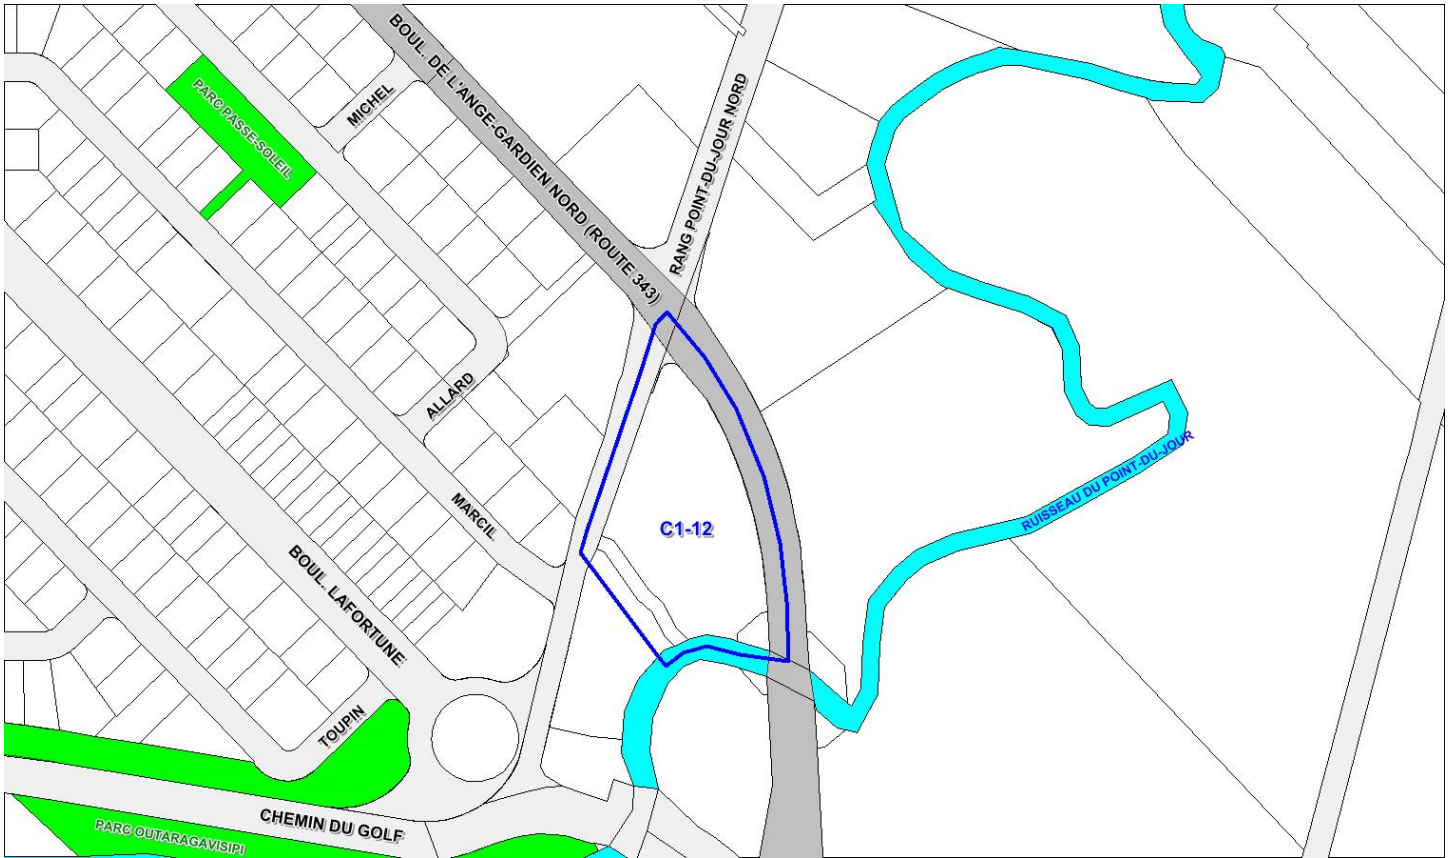 BOUL. DE L'ANGE-GARDIEN NORD (ROUTE 343)
PARC PASSE-SOLEIL
MICHEL
RANG POINT-DU-JOUR NORD
ALLARD
RUISSEAU DU POINT-DU-JOUR
MARCIL
C1-12
BOUL. LAFORTUNE
TOUPIN
CHEMIN DU GOLF
PARC OUTARAGAVISIPI